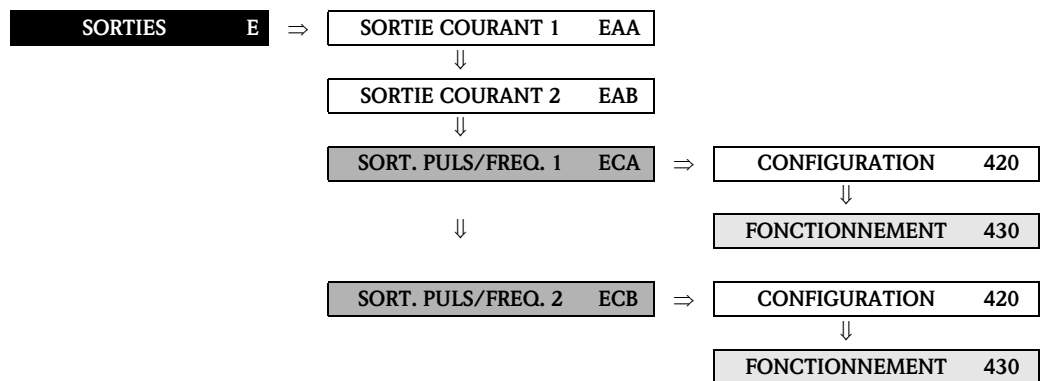 SORTIES E ⇒ SORTIE COURANT 1 EAA
⇓
SORTIE COURANT 2 EAB
⇓
SORT. PULS/FREQ. 1 ECA ⇒ CONFIGURATION 420
⇓
⇓ FONCTIONNEMENT 430
SORT. PULS/FREQ. 2 ECB ⇒ CONFIGURATION 420
⇓
FONCTIONNEMENT 430